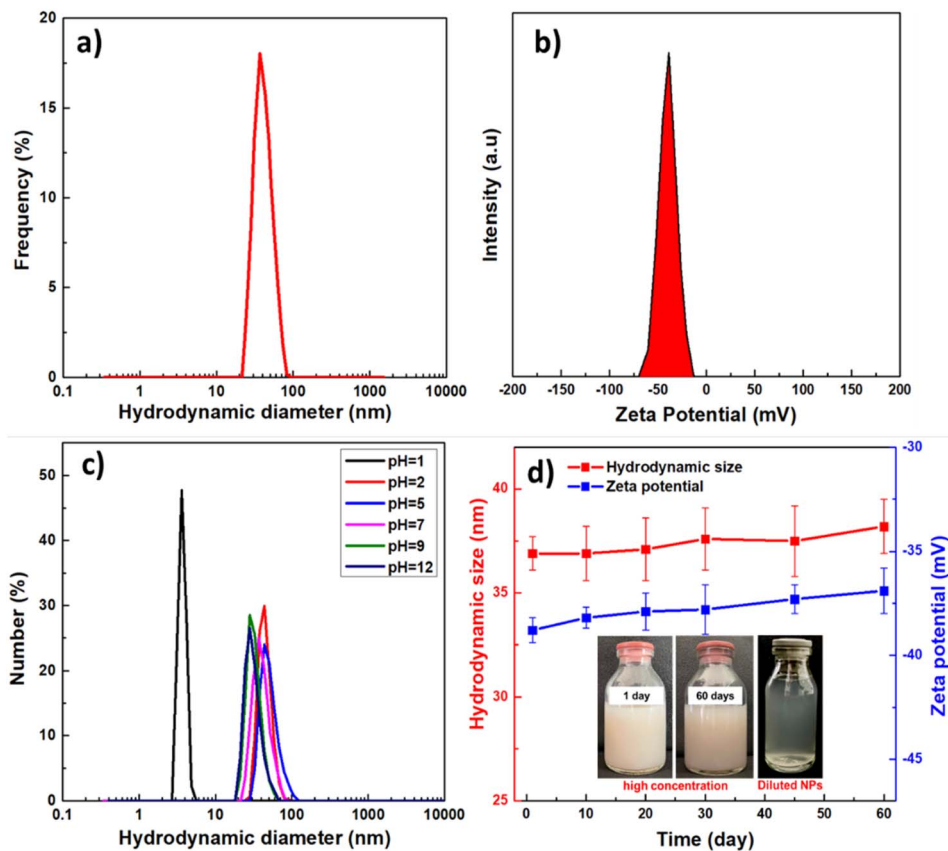 a)
20
15
10
5
0
Frequency (%)
0.1 1 10 100 1000 10000
Hydrodynamic diameter (nm)
b)
Intensity (a.u)
-200 -150 -100 -50 0 50 100 150 200
Zeta Potential (mV)
c)
pH=1
pH=2
pH=5
pH=7
pH=9
pH=12
50
40
30
20
10
0
Number (%)
0.1 1 10 100 1000 10000
Hydrodynamic diameter (nm)
d)
Hydrodynamic size
Zeta potential
40
35
30
25
Hydrodynamic size (nm)
-30
-35
-40
-45
Zeta potential (mV)
1 day
60 days
high concentration
Diluted NPs
0 10 20 30 40 50 60
Time (day)